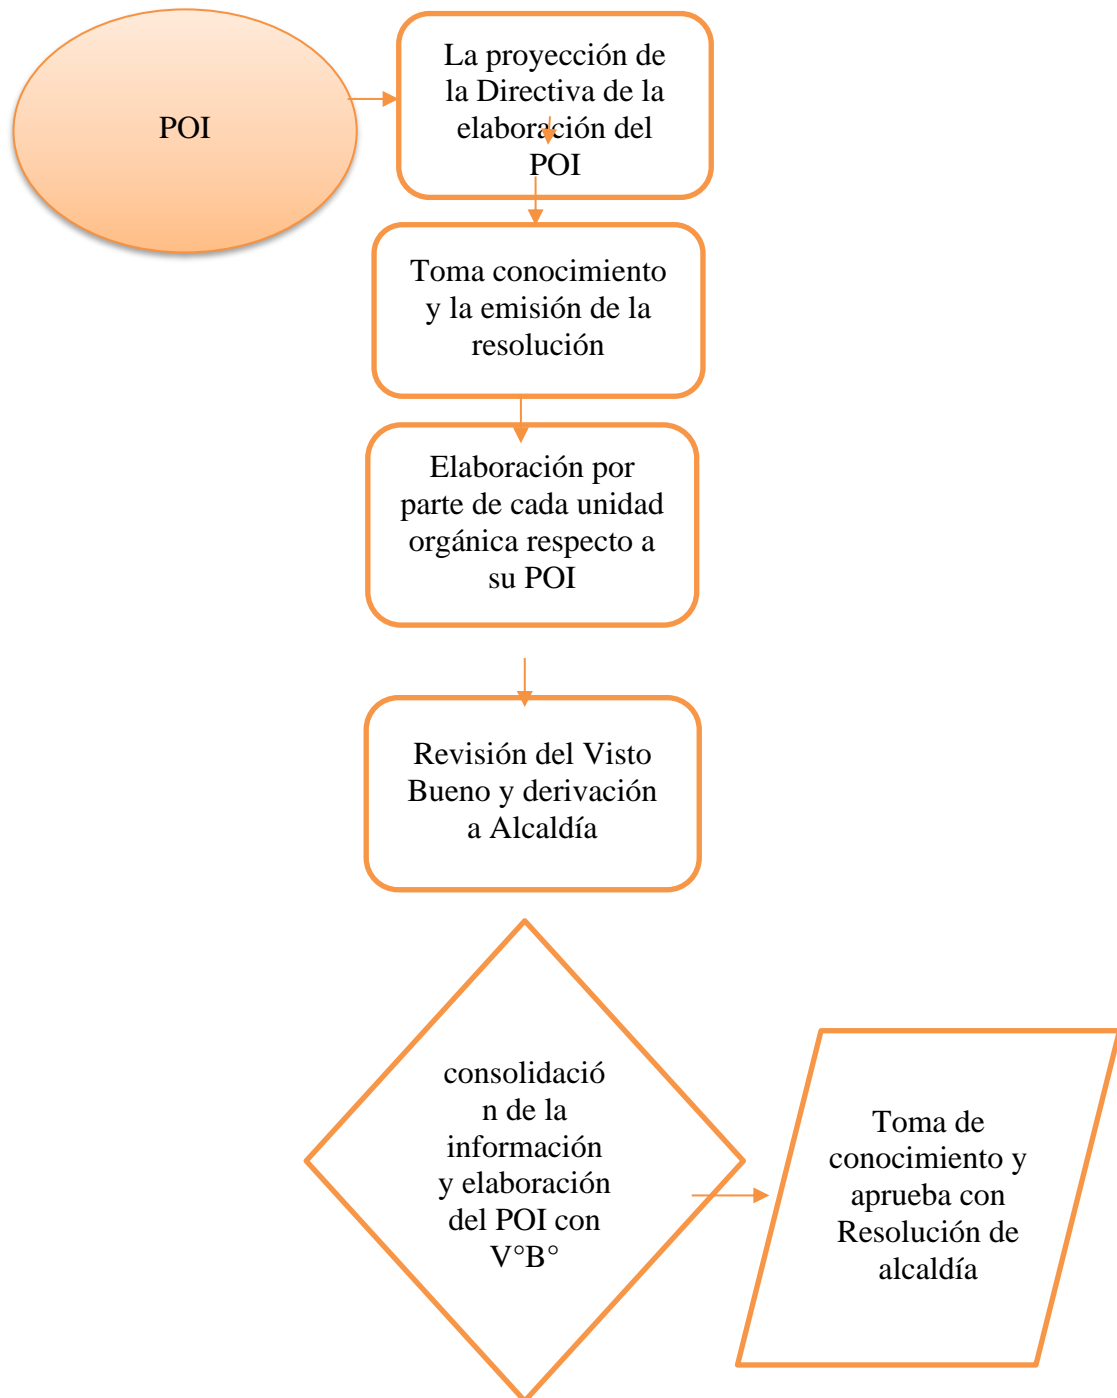 POI
La proyección de
la Directiva de la
elaboración del
POI
Toma conocimiento
y la emisión de la
resolución
Elaboración por
parte de cada unidad
orgánica respecto a
su POI
Revisión del Visto
Bueno y derivación
a Alcaldía
consolidació
n de la
información
y elaboración
del POI con
V°B°
Toma de
conocimiento y
aprueba con
Resolución de
alcaldía